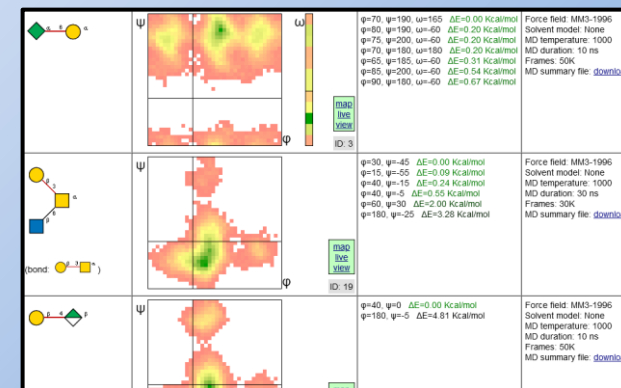 α 6 α
ψ
ω
φ
map
live
view
ID: 3
φ=70, ψ=190, ω=165 ΔE=0.00 Kcal/mol
φ=80, ψ=190, ω=-60 ΔE=0.20 Kcal/mol
φ=75, ψ=200, ω=-60 ΔE=0.20 Kcal/mol
φ=70, ψ=180, ω=180 ΔE=0.20 Kcal/mol
φ=65, ψ=185, ω=-60 ΔE=0.31 Kcal/mol
φ=85, ψ=200, ω=-60 ΔE=0.54 Kcal/mol
φ=90, ψ=180, ω=-60 ΔE=0.67 Kcal/mol
Force field: MM3-1996
Solvent model: None
MD temperature: 1000
MD duration: 10 ns
Frames: 50K
MD summary file: downlo
β
3
α
6
β
(bond: β 3 α )
ψ
φ
map
live
view
ID: 19
φ=30, ψ=-45 ΔE=0.00 Kcal/mol
φ=15, ψ=-55 ΔE=0.09 Kcal/mol
φ=40, ψ=-15 ΔE=0.24 Kcal/mol
φ=40, ψ=-5 ΔE=0.55 Kcal/mol
φ=60, ψ=30 ΔE=2.00 Kcal/mol
φ=180, ψ=-25 ΔE=3.28 Kcal/mol
Force field: MM3-1996
Solvent model: None
MD temperature: 1000
MD duration: 30 ns
Frames: 30K
MD summary file: downlo
β 4 β
ψ
φ=40, ψ=0 ΔE=0.00 Kcal/mol
φ=180, ψ=-5 ΔE=4.81 Kcal/mol
Force field: MM3-1996
Solvent model: None
MD temperature: 1000
MD duration: 10 ns
Frames: 50K
MD summary file: downlo